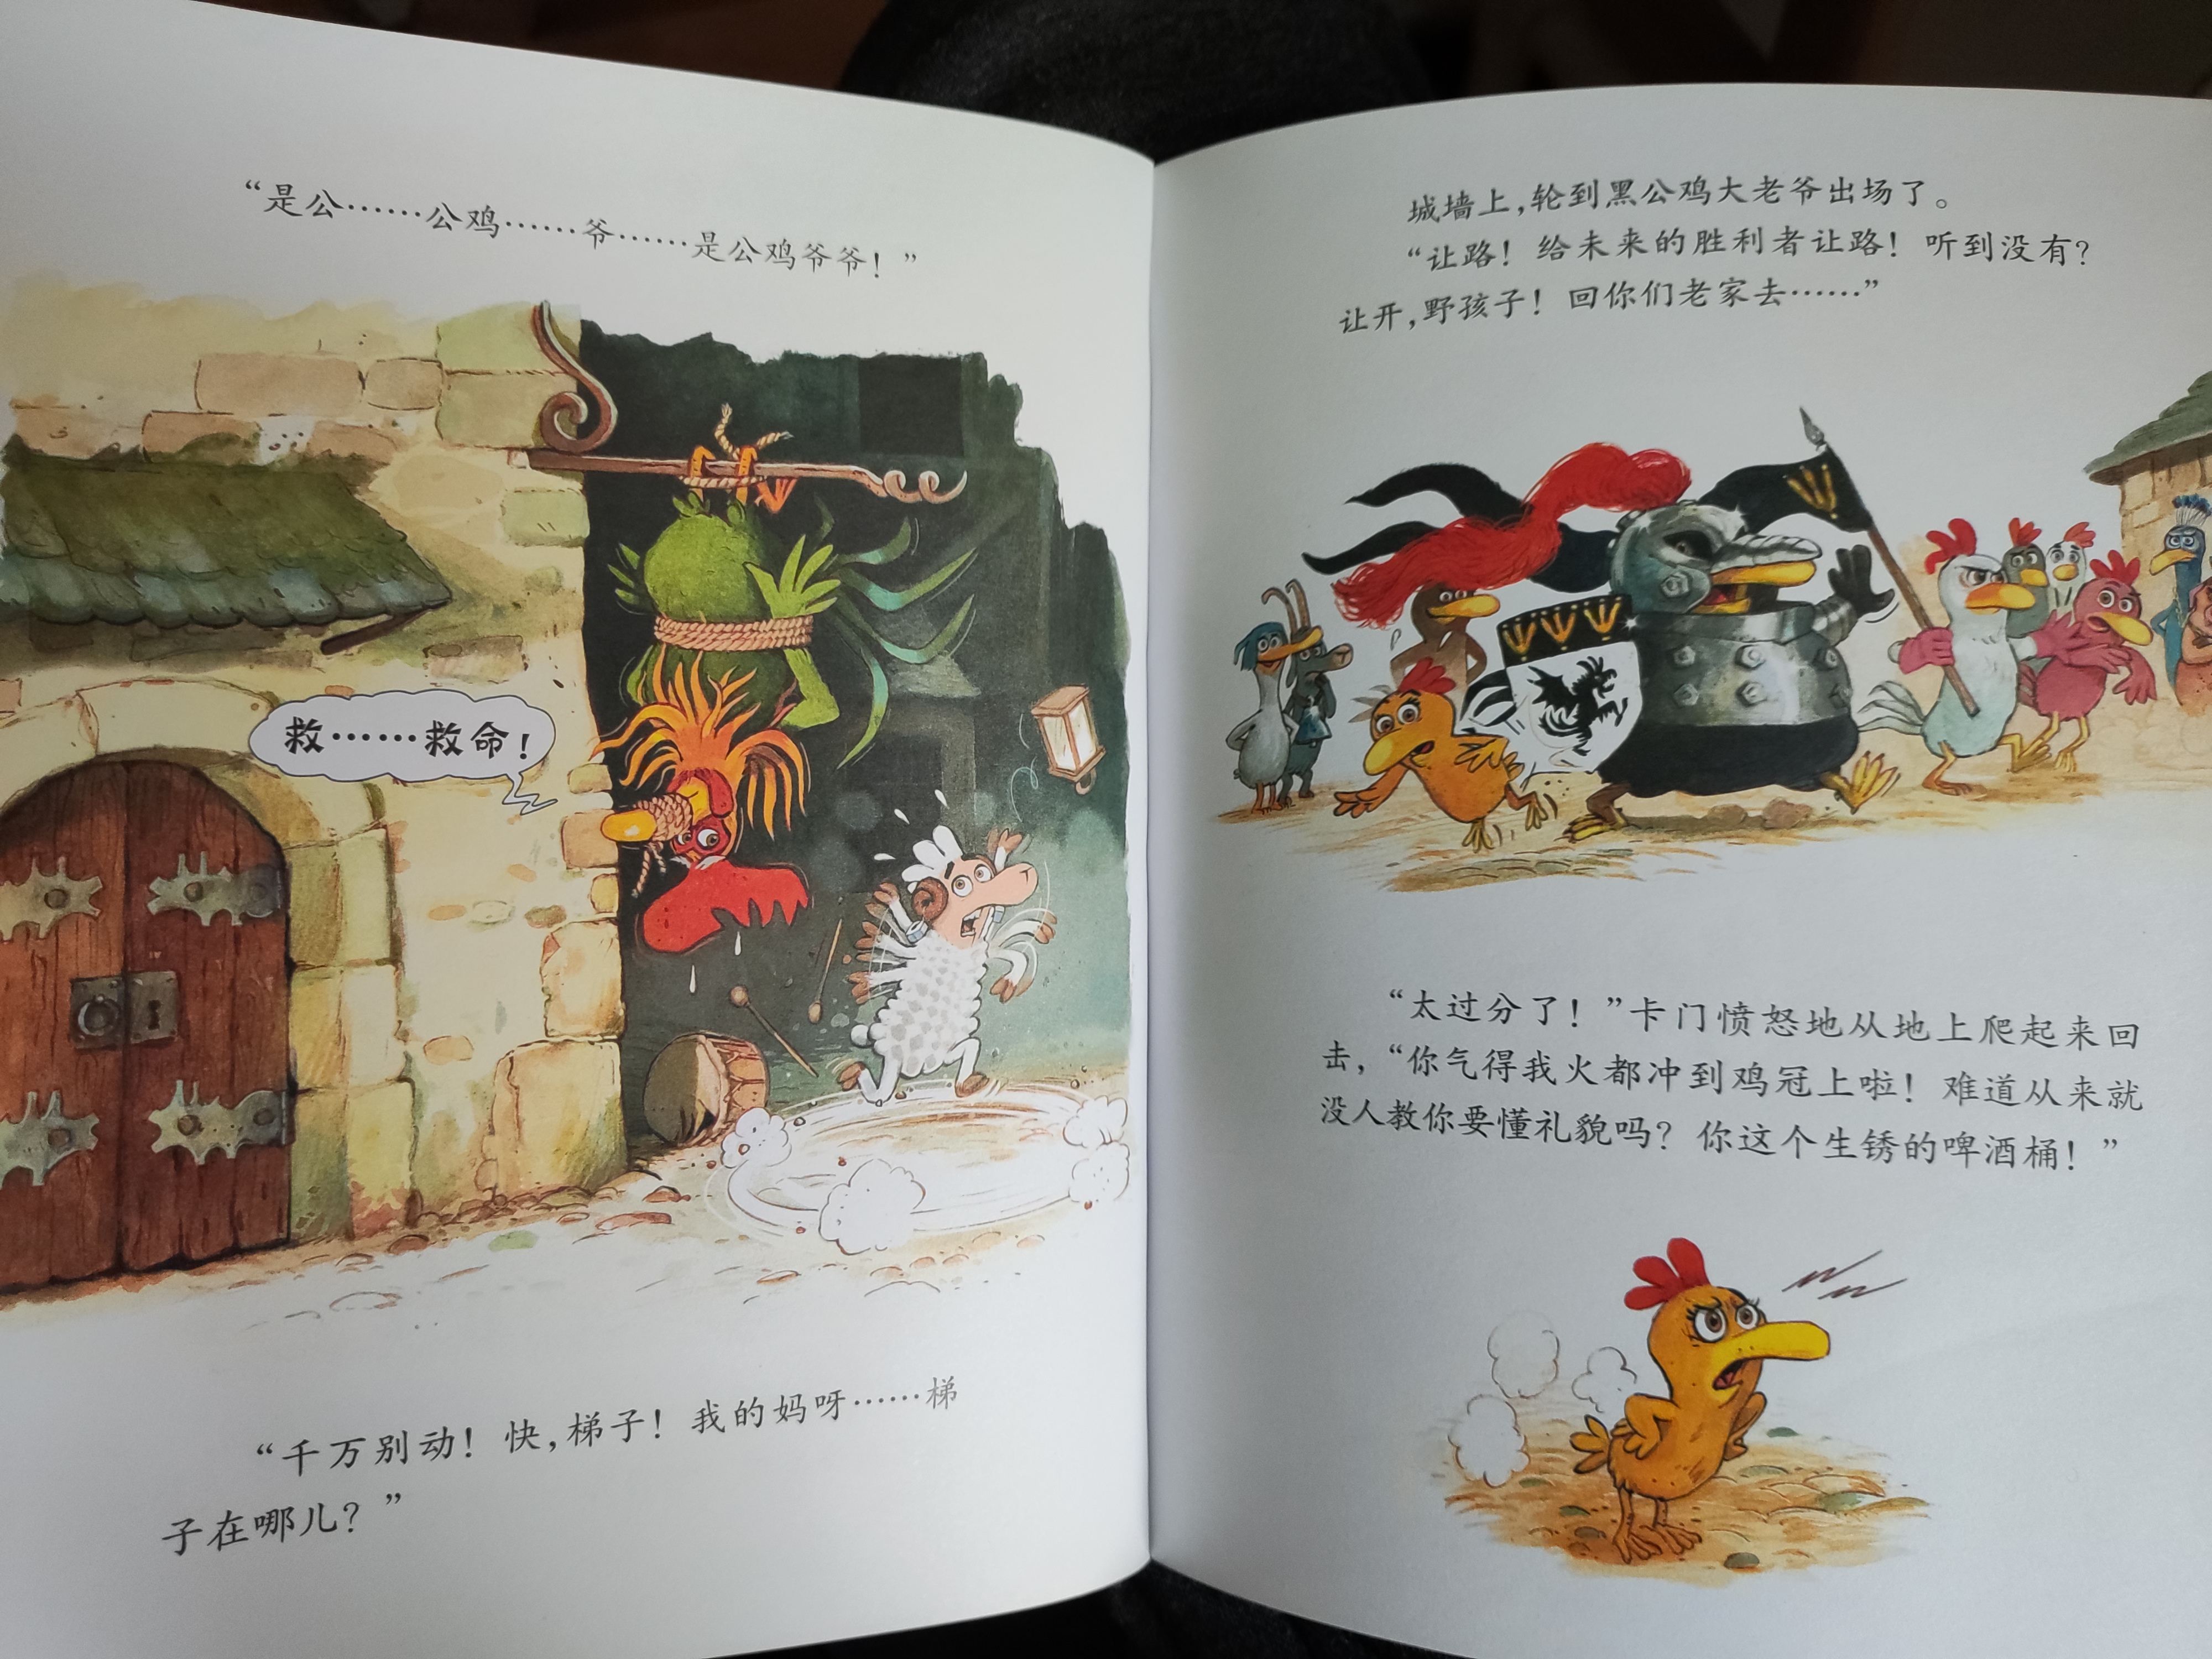 “是公……公鸡……爷……是公鸡爷爷！”
救……救命！
“千万别动！快，梯子！我的妈呀……梯
子在哪儿？”
城墙上，轮到黑公鸡大老爷出场了。
“让路！给未来的胜利者让路！听到没有？
让开，野孩子！回你们老家去……”
“太过分了！”卡门愤怒地从地上爬起来回
击，“你气得我火都冲到鸡冠上啦！难道从来就
没人教你要懂礼貌吗？你这个生锈的啤酒桶！”